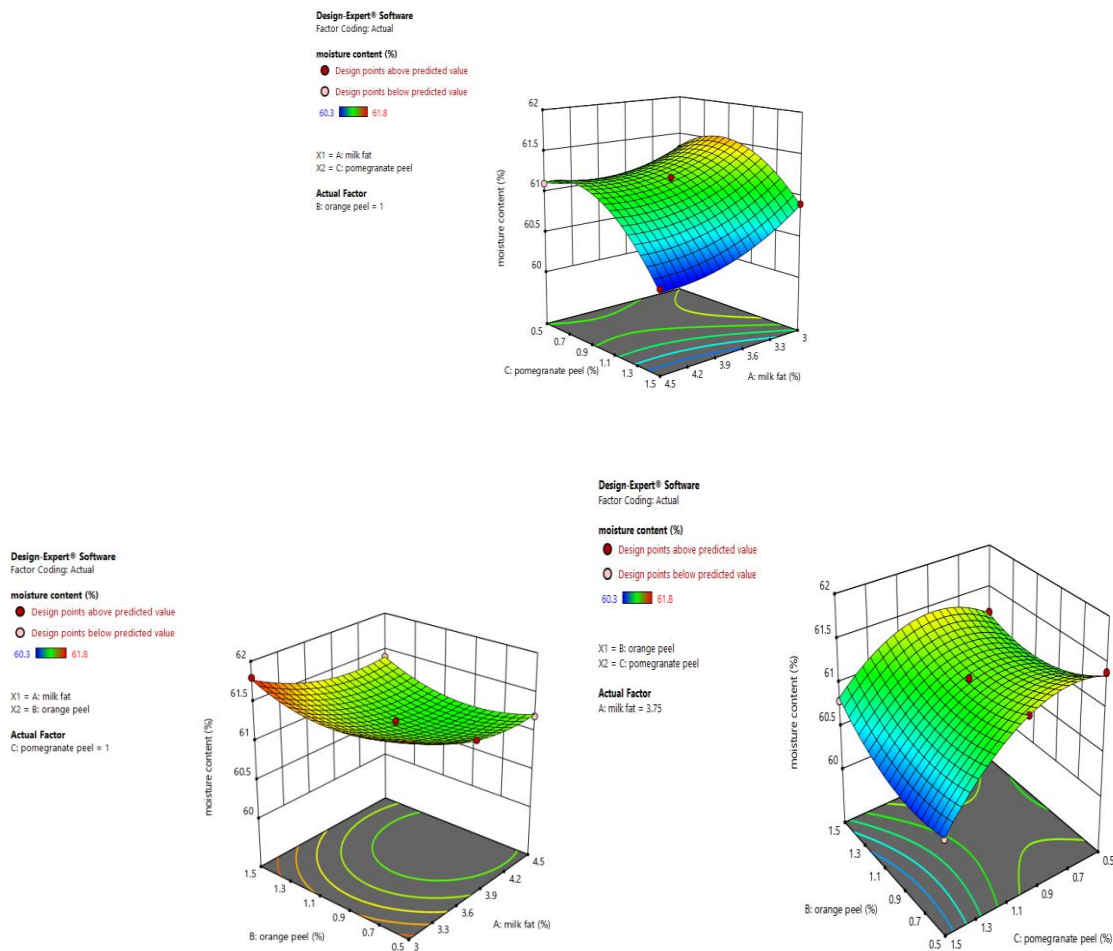 Design-Expert® Software
Factor Coding: Actual
moisture content (%)
Design points above predicted value
Design points below predicted value
60.3 61.8
X1 = A: milk fat
X2 = C: pomegranate peel
Actual Factor
B: orange peel = 1
62
61.5
61
60.5
60
moisture content (%)
0.5
0.7
0.9
1.1
1.3
1.5
C: pomegranate peel (%)
4.5
4.2
3.9
3.6
3.3
3
A: milk fat (%)
Design-Expert® Software
Factor Coding: Actual
moisture content (%)
Design points above predicted value
Design points below predicted value
60.3 61.8
X1 = A: milk fat
X2 = B: orange peel
Actual Factor
C: pomegranate peel = 1
62
61.5
61
60.5
60
moisture content (%)
1.5
1.3
1.1
0.9
0.7
0.5
B: orange peel (%)
3
3.3
3.6
3.9
4.2
4.5
A: milk fat (%)
Design-Expert® Software
Factor Coding: Actual
moisture content (%)
Design points above predicted value
Design points below predicted value
60.3 61.8
X1 = B: orange peel
X2 = C: pomegranate peel
Actual Factor
A: milk fat = 3.75
62
61.5
61
60.5
60
moisture content (%)
1.5
1.3
1.1
0.9
0.7
0.5
B: orange peel (%)
1.5
1.3
1.1
0.9
0.7
0.5
C: pomegranate peel (%)